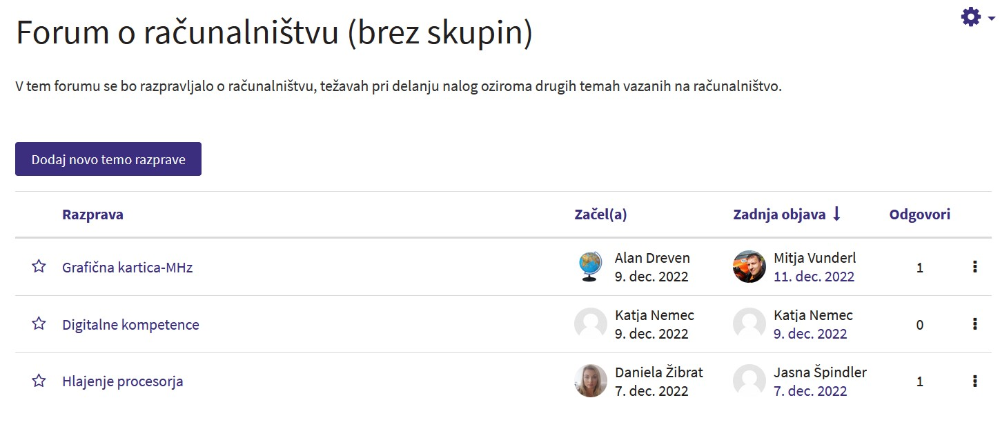 Forum o računalništvu (brez skupin)
V tem forumu se bo razpravljalo o računalništvu, težavah pri delanju nalog oziroma drugih temah vazanih na računalništvo.
Dodaj novo temo razprave
Razprava Začel(a) Zadnja objava ↓ Odgovori
Grafična kartica-MHz Alan Dreven 9. dec. 2022 Mitja Vunderl 11. dec. 2022 1
Digitalne kompetence Katja Nemec 9. dec. 2022 Katja Nemec 9. dec. 2022 0
Hlajenje procesorja Daniela Žibrat 7. dec. 2022 Jasna Špindler 7. dec. 2022 1